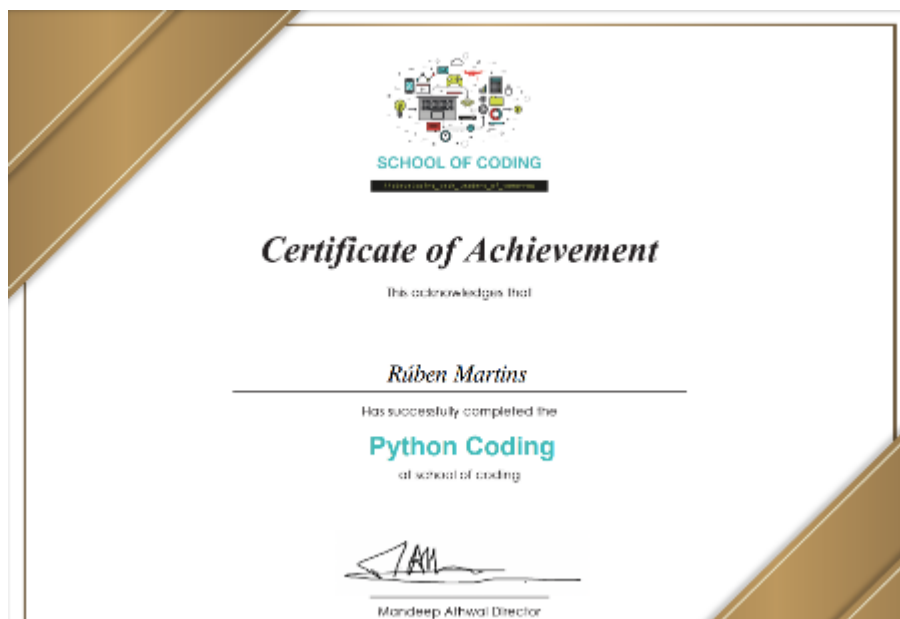 SCHOOL OF CODING
Certificate of Achievement
This acknowledges that
Rúben Martins
Has successfully completed the
Python Coding
at school of coding
Mandeep Athwal Director